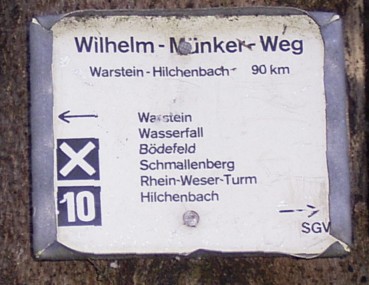 Wilhelm-Münker-Weg
Warstein-Hilchenbach- 90 km
←
Warstein
Wasserfall
Bödefeld
X
Schmallenberg
Rhein-Weser-Turm
10
Hilchenbach
→
SGV